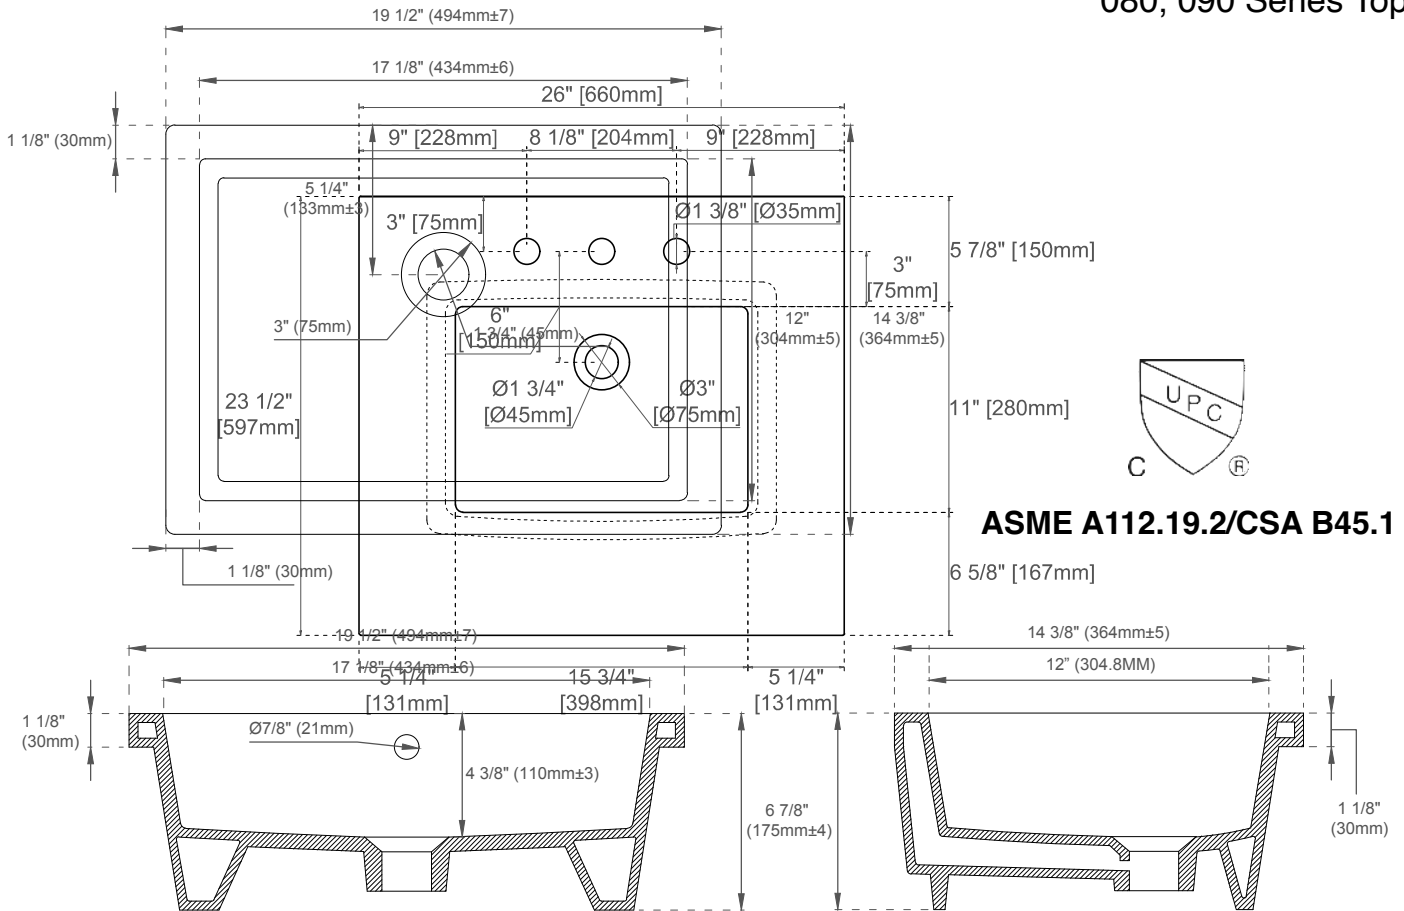 080, 090 Series Top
19 1/2" (494mm±7)
17 1/8" (434mm±6)
26" [660mm]
1 1/8" (30mm)
9" [228mm]
8 1/8" [204mm]
9" [228mm]
5 1/4"
(133mm±3)
3" [75mm]
Ø1 3/8" [Ø35mm]
5 7/8" [150mm]
3"
[75mm]
3" (75mm)
6"
[150mm]
1 3/4" (45mm)
12"
(304mm±5)
14 3/8"
(364mm±5)
23 1/2"
[597mm]
Ø1 3/4"
[Ø45mm]
Ø3"
[Ø75mm]
11" [280mm]
UPC
C
®
ASME A112.19.2/CSA B45.1
1 1/8" (30mm)
6 5/8" [167mm]
19 1/2" (494mm±7)
17 1/8" (434mm±6)
5 1/4"
[131mm]
15 3/4"
[398mm]
5 1/4"
[131mm]
14 3/8" (364mm±5)
12" (304.8MM)
1 1/8"
(30mm)
Ø7/8" (21mm)
4 3/8" (110mm±3)
6 7/8"
(175mm±4)
1 1/8"
(30mm)